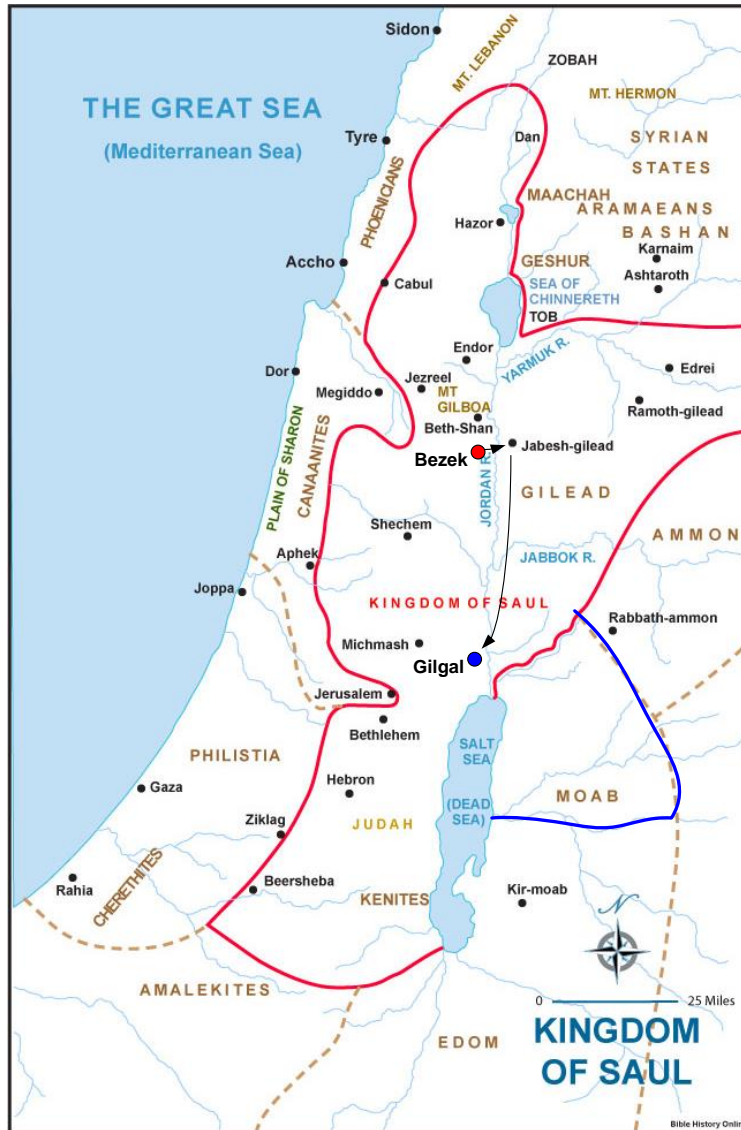 Sidon
MT. LEBANON
ZOBAH
THE GREAT SEA
(Mediterranean Sea)
MT. HERMON
Tyre
Dan
SYRIAN
STATES
PHOENICIANS
MAACHAH
ARAMAEANS
Hazor
BASHAN
Karnaim
Accho
GESHUR
Ashtaroth
Cabul
SEA OF
CHINNERETH
TOB
Endor
YARMUK R.
Dor
Jezreel
Edrei
Megiddo
MT
GILBOA
Ramoth-gilead
Beth-Shan
PLAIN OF SHARON
CANAANITES
Bezek
Jabesh-gilead
JORDAN R.
GILEAD
Shechem
AMMON
Aphek
JABBOK R.
Joppa
KINGDOM OF SAUL
Rabbath-ammon
Michmash
Gilgal
Jerusalem
Bethlehem
PHILISTIA
SALT
SEA
Gaza
Hebron
MOAB
(DEAD
SEA)
Ziklag
JUDAH
Rahia
CHERETHITES
Beersheba
KENITES
Kir-moab
N
AMALEKITES
0 25 Miles
EDOM
KINGDOM
OF SAUL
Bible History Onlin